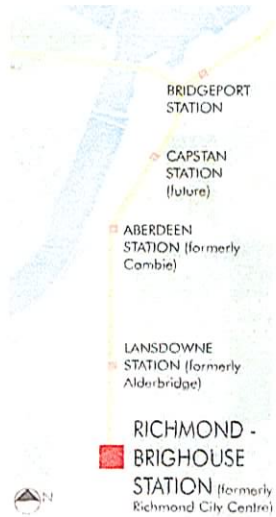 BRIDGEPORT
STATION
CAPSTAN
STATION
(future)
ABERDEEN
STATION (formerly
Cambie)
LANSDOWNE
STATION (formerly
Alderbridge)
RICHMOND -
BRIGHOUSE
STATION (formerly
Richmond City Centre)
N